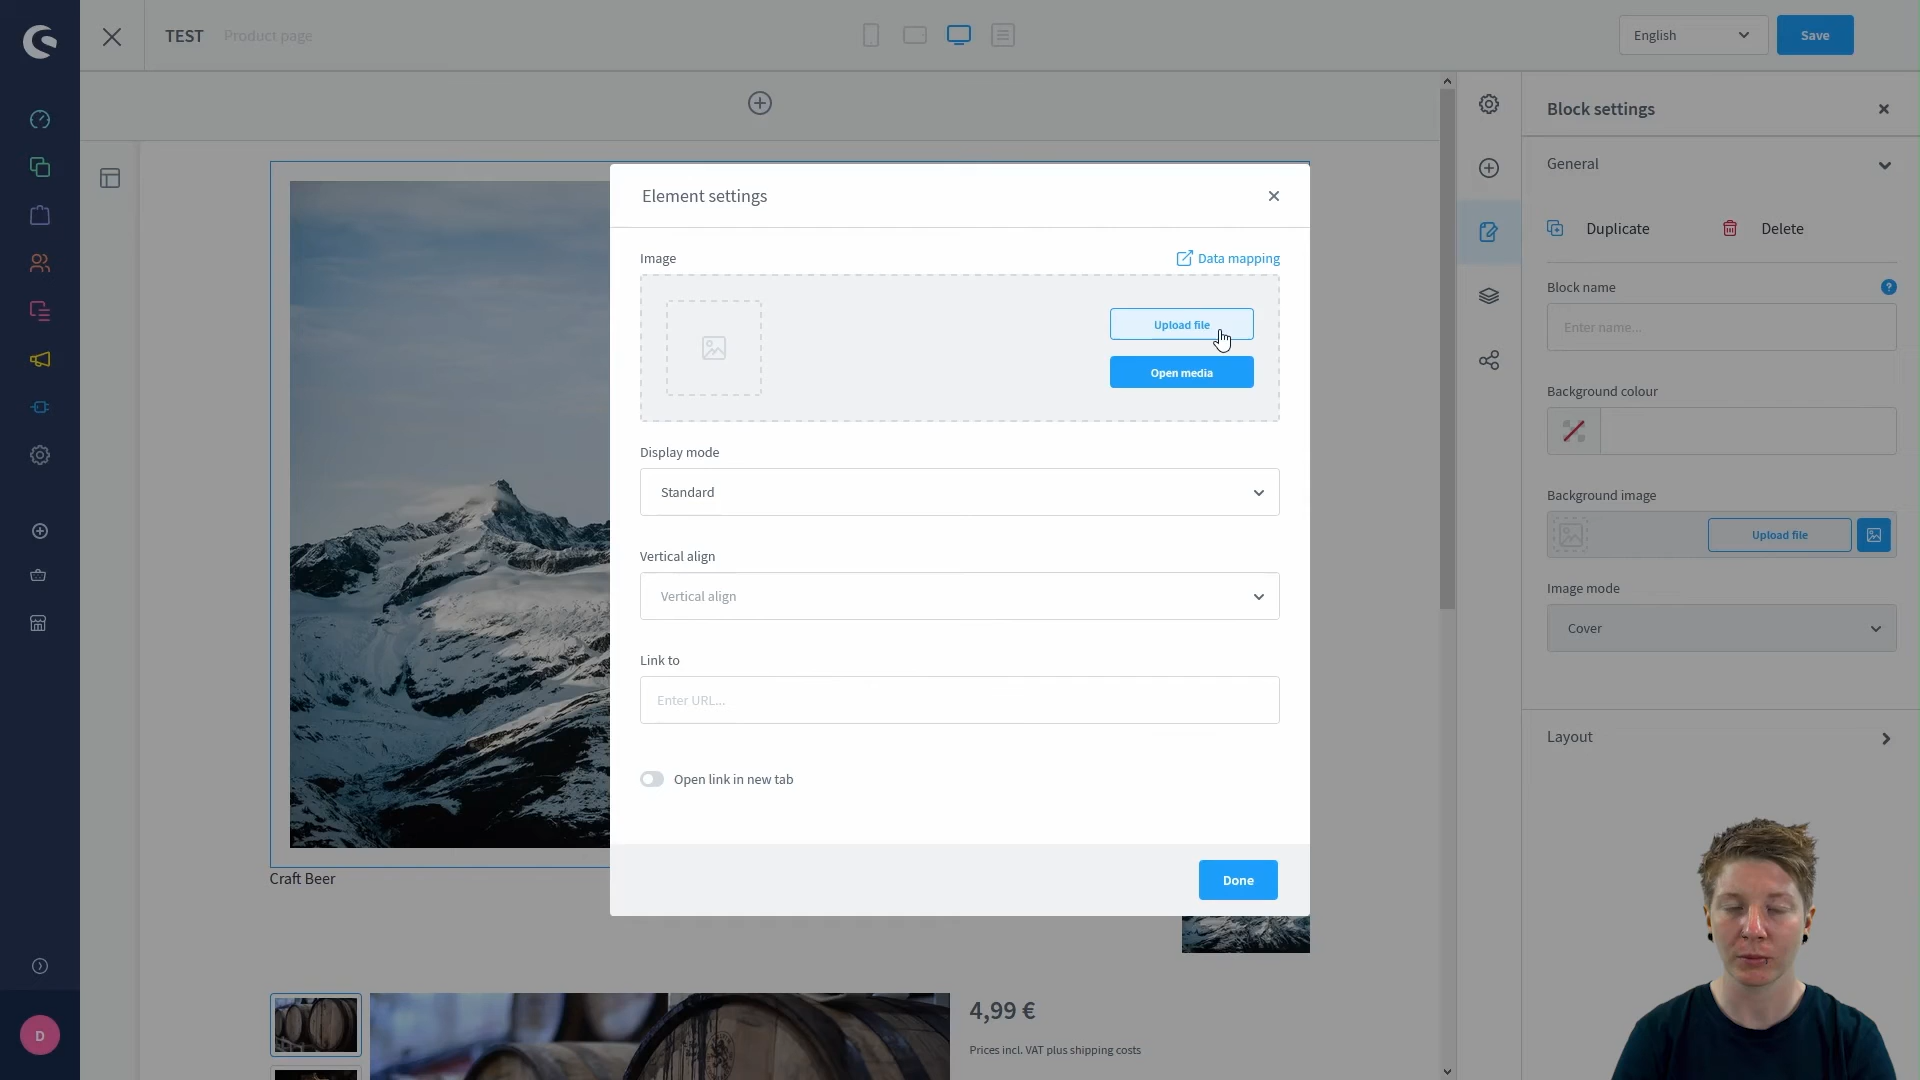 TEST
Product page
English
Save
Block settings
General
Duplicate
Delete
Block name
?
Enter name...
Background colour
Background image
Upload file
Image mode
Cover
Layout
Element settings
Image
Data mapping
Upload file
Open media
Display mode
Standard
Vertical align
Vertical align
Link to
Enter URL...
Open link in new tab
Done
Craft Beer
4,99 €
Prices incl. VAT plus shipping costs
D